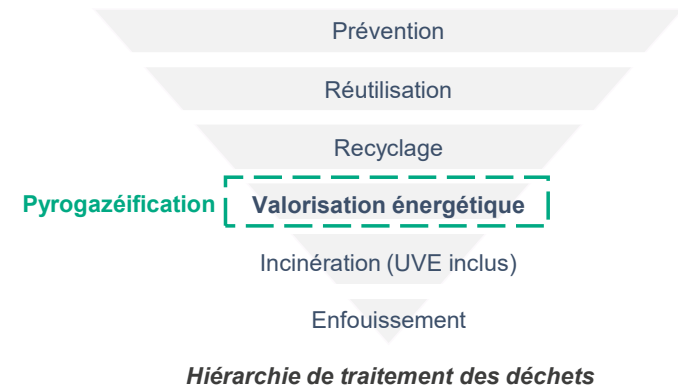 Prévention
Réutilisation
Recyclage
Pyrogazéification
Valorisation énergétique
Incinération (UVE inclus)
Enfouissement
Hiérarchie de traitement des déchets